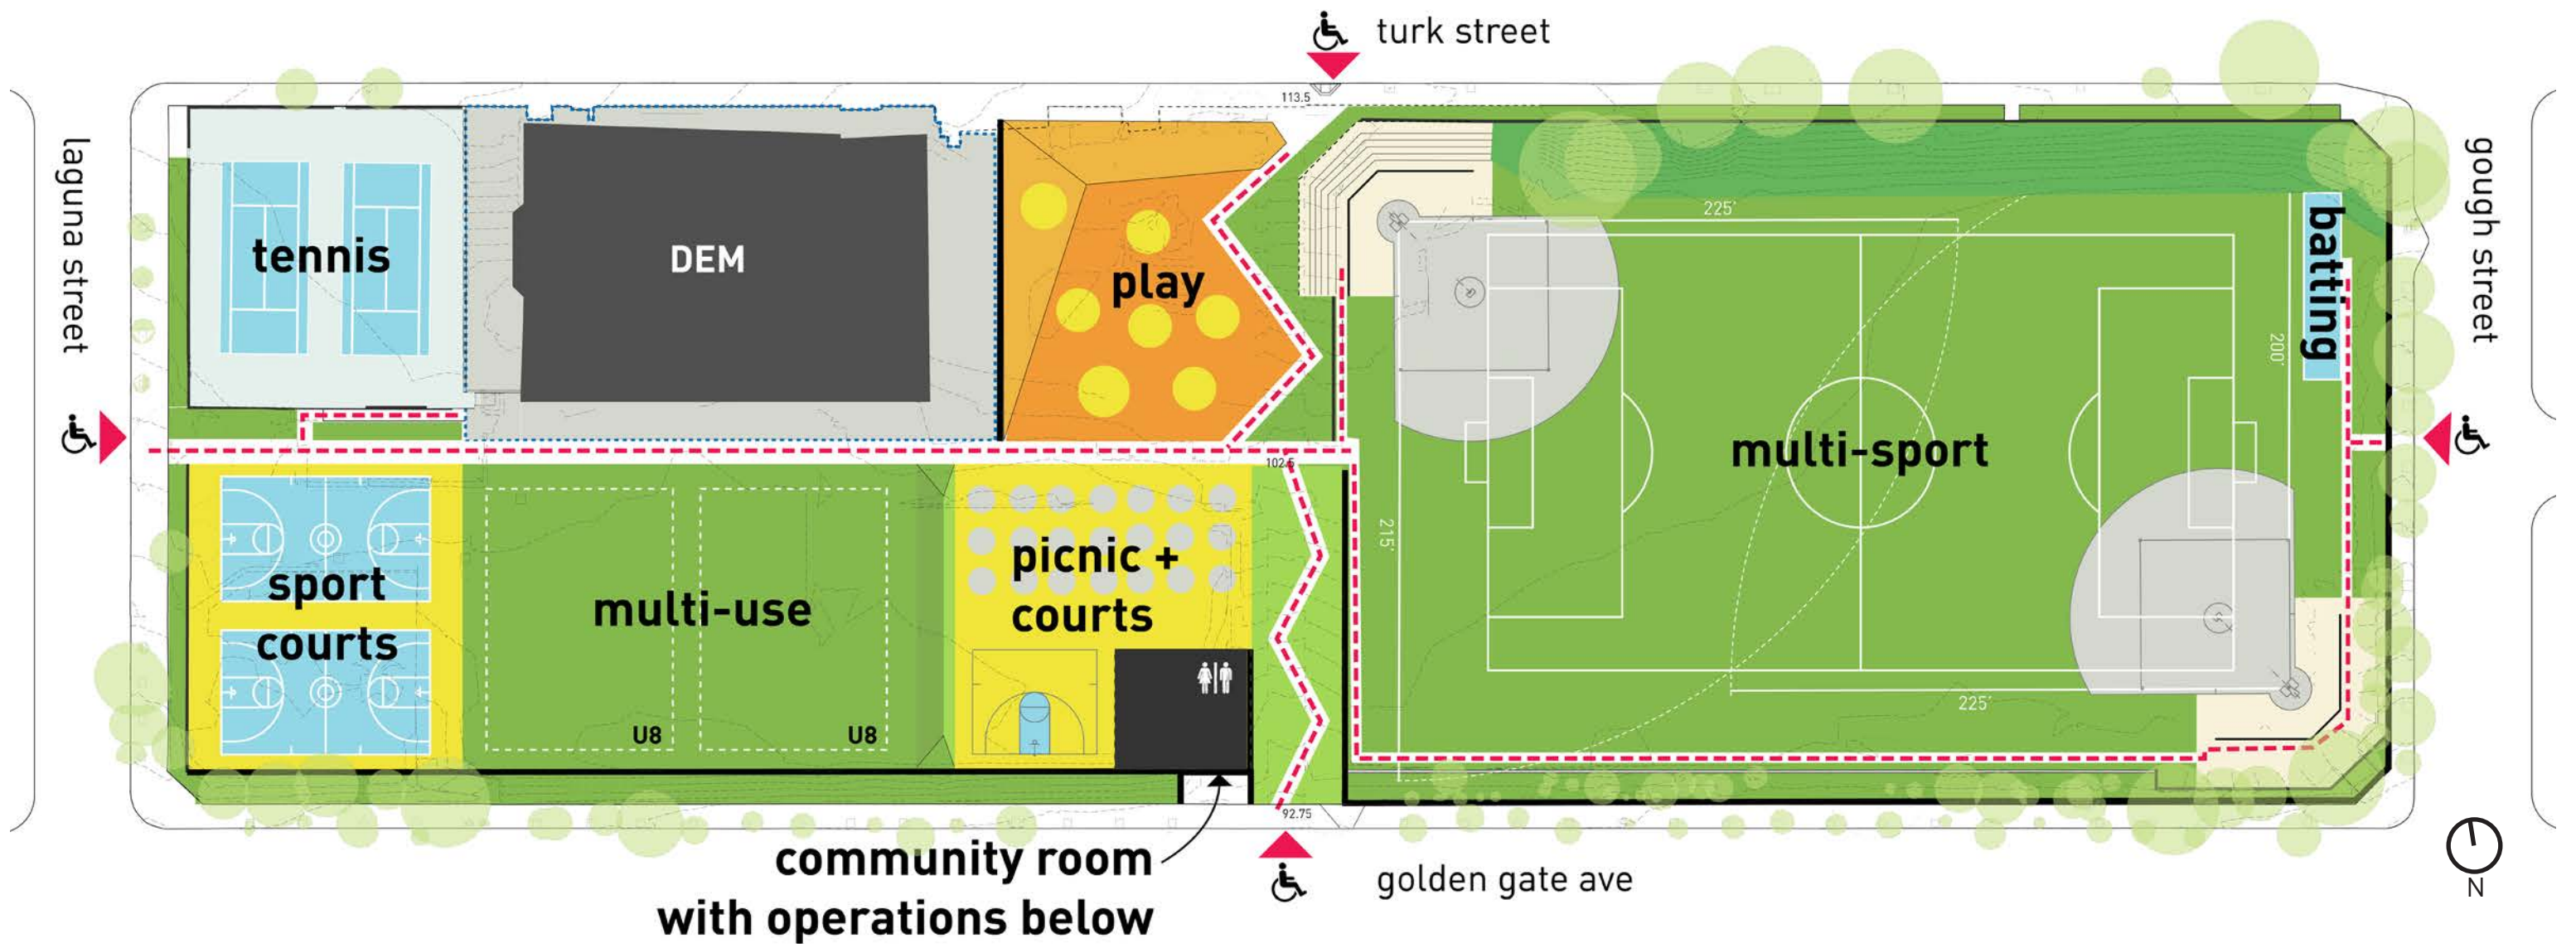 turk street
113.5
laguna street
gough street
tennis
DEM
play
225'
batting
200'
multi-sport
102.5
215'
sport
courts
multi-use
picnic +
courts
U8
U8
225'
92.75
community room
with operations below
golden gate ave
N